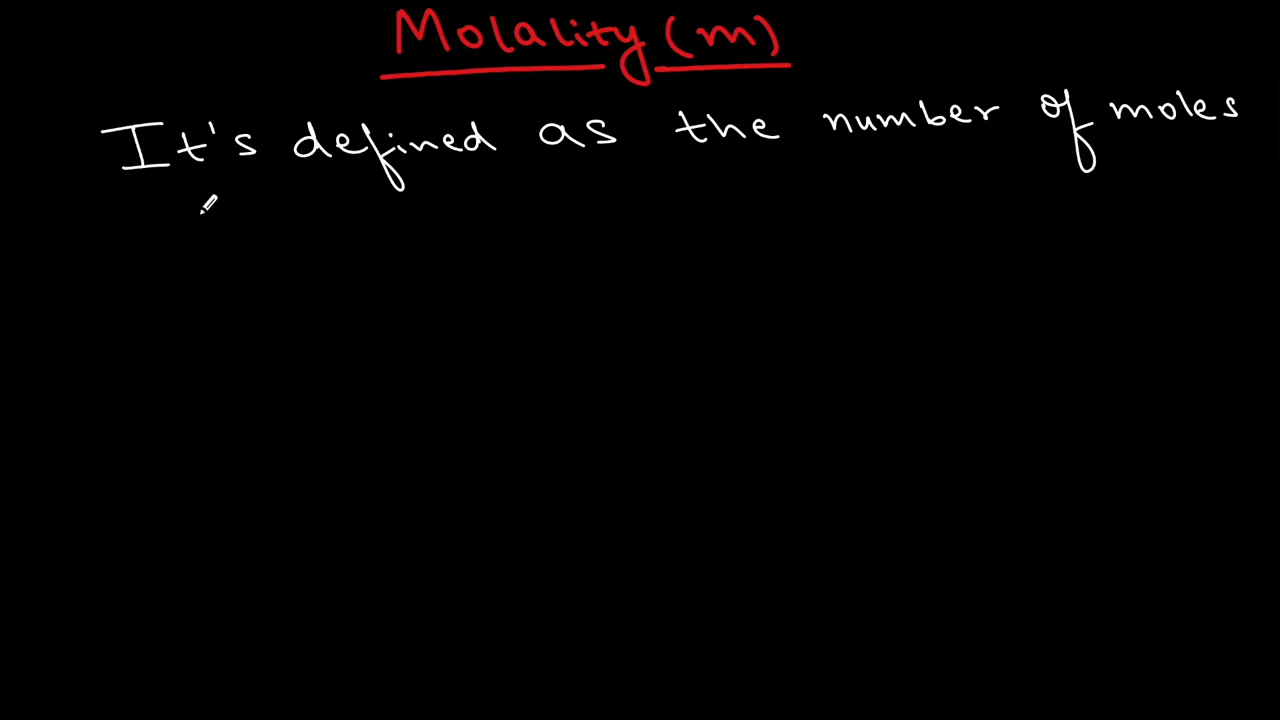 Molality (m)
It's defined as the number of moles